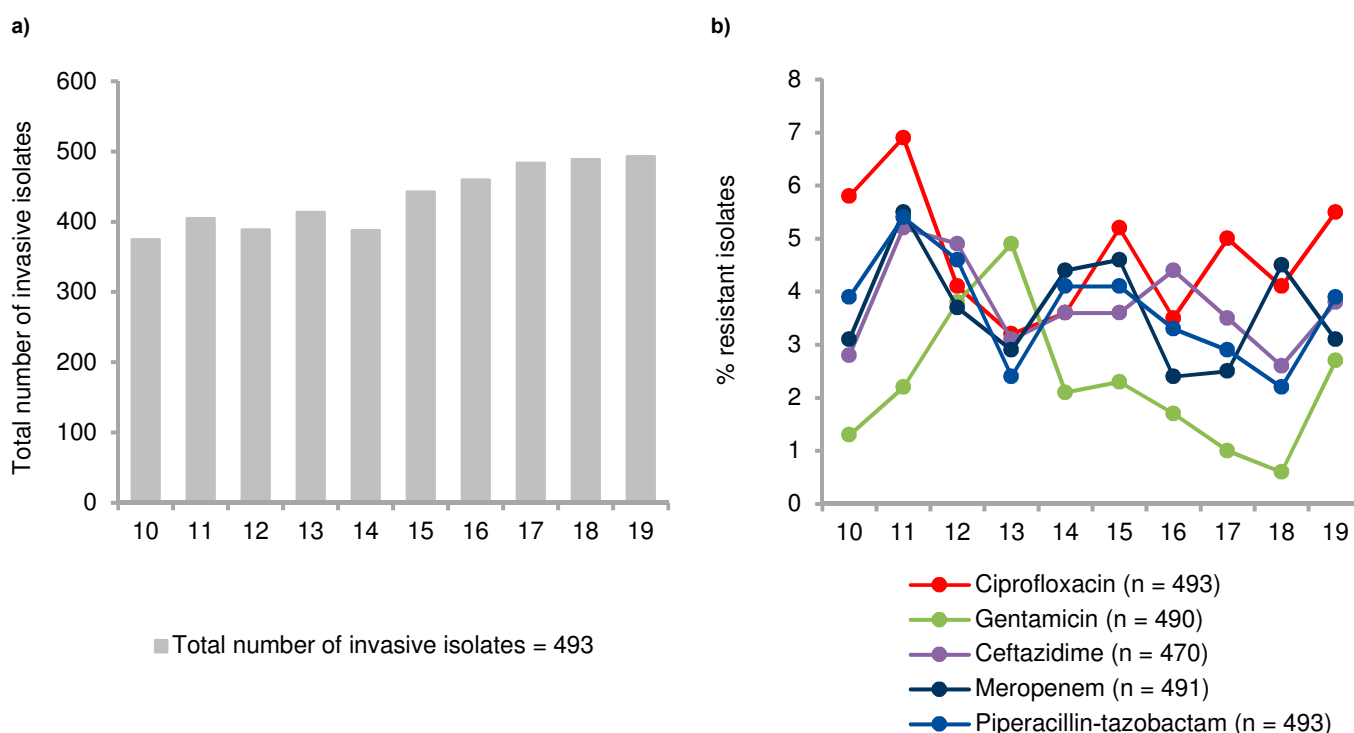 a)
Total number of invasive isolates
600
500
400
300
200
100
0
10 11 12 13 14 15 16 17 18 19
Total number of invasive isolates = 493
b)
% resistant isolates
8
7
6
5
4
3
2
1
0
10 11 12 13 14 15 16 17 18 19
Ciprofloxacin (n = 493)
Gentamicin (n = 490)
Ceftazidime (n = 470)
Meropenem (n = 491)
Piperacillin-tazobactam (n = 493)